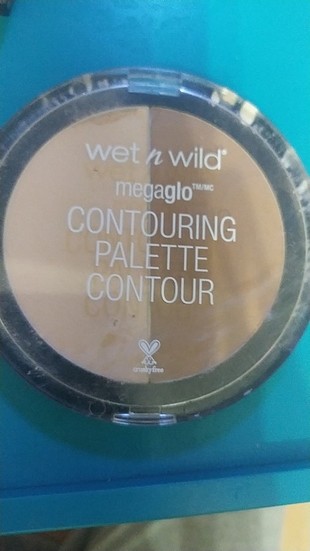 wet n wild®
megaglo™/MC
CONTOURING
PALETTE
CONTOUR
crueltyfree